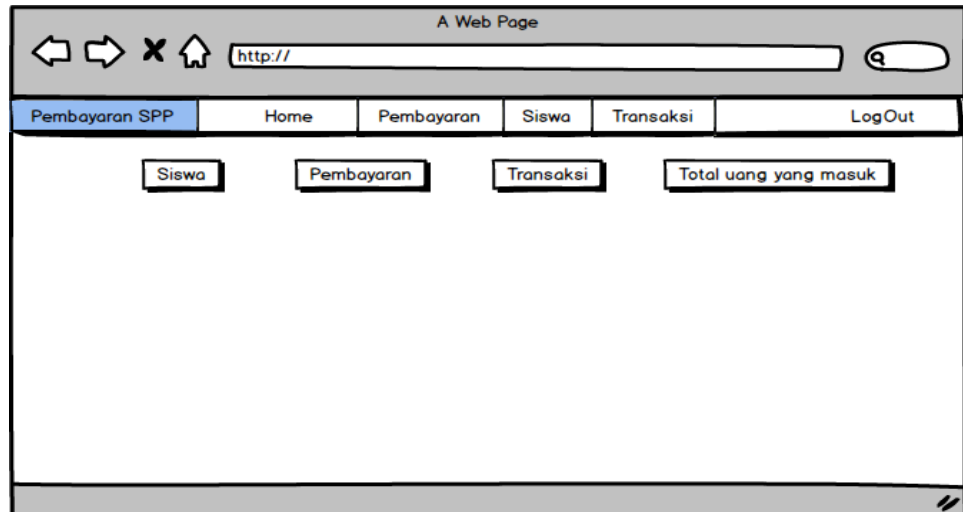 A Web Page
http://
Pembayaran SPP Home Pembayaran Siswa Transaksi LogOut
Siswa Pembayaran Transaksi Total uang yang masuk